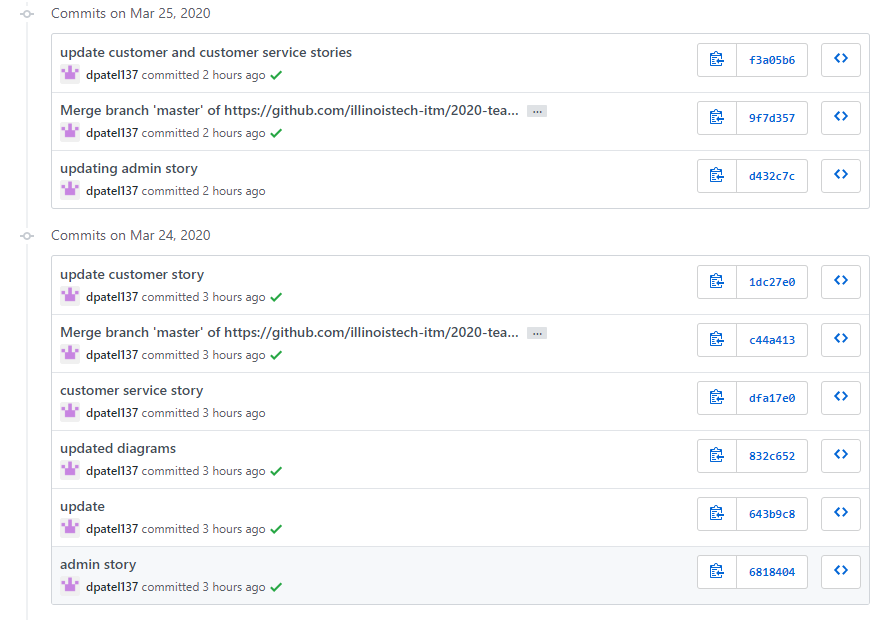 Commits on Mar 25, 2020
update customer and customer service stories
dpatel137 committed 2 hours ago
f3a05b6
Merge branch 'master' of https://github.com/illinoistech-itm/2020-tea... ...
dpatel137 committed 2 hours ago
9f7d357
updating admin story
dpatel137 committed 2 hours ago
d432c7c
Commits on Mar 24, 2020
update customer story
dpatel137 committed 3 hours ago
1dc27e0
Merge branch 'master' of https://github.com/illinoistech-itm/2020-tea... ...
dpatel137 committed 3 hours ago
c44a413
customer service story
dpatel137 committed 3 hours ago
dfa17e0
updated diagrams
dpatel137 committed 3 hours ago
832c652
update
dpatel137 committed 3 hours ago
643b9c8
admin story
dpatel137 committed 3 hours ago
6818404